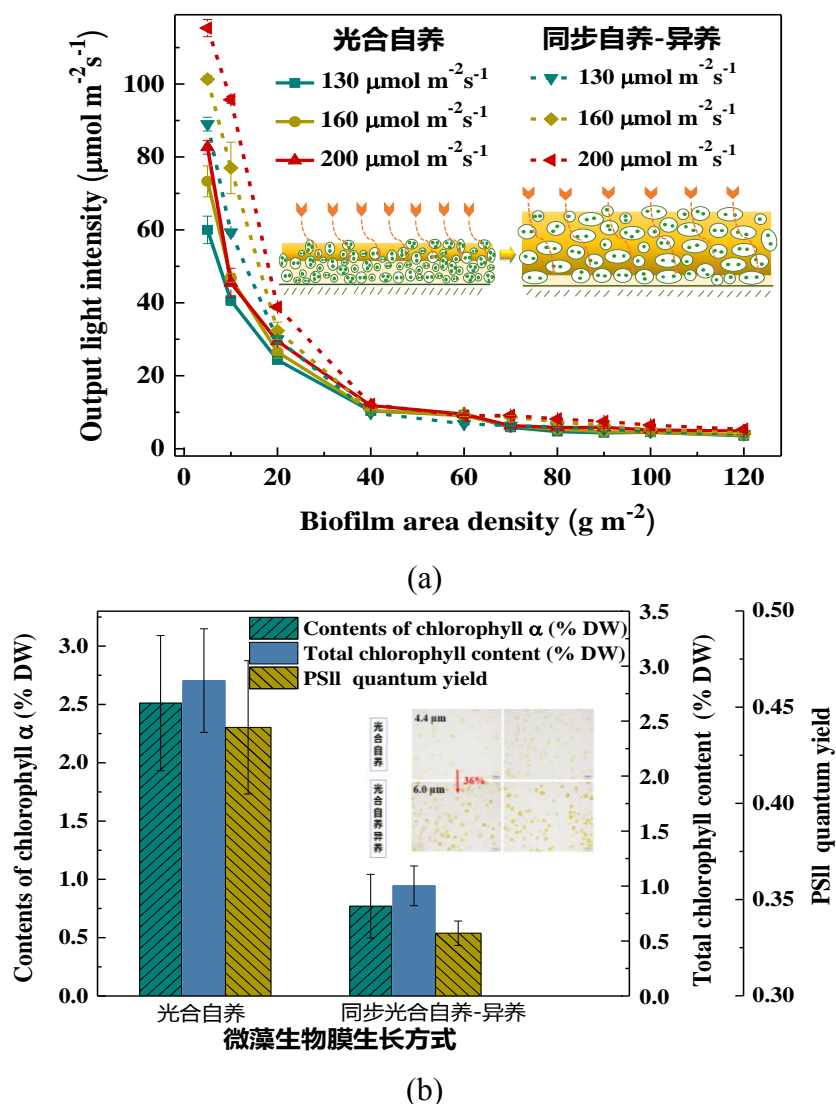 光合自养
同步自养-异养
130 μmol m⁻²s⁻¹
160 μmol m⁻²s⁻¹
200 μmol m⁻²s⁻¹
130 μmol m⁻²s⁻¹
160 μmol m⁻²s⁻¹
200 μmol m⁻²s⁻¹
Output light intensity (μmol m⁻²s⁻¹)
100
80
60
40
20
0
0 20 40 60 80 100 120
Biofilm area density (g m⁻²)
(a)
Contents of chlorophyll α (% DW)
3.0
2.5
2.0
1.5
1.0
0.5
0.0
Contents of chlorophyll α (% DW)
Total chlorophyll content (% DW)
PSll quantum yield
光合自养
4.4 μm
36%
光合自养异养
6.0 μm
3.5
3.0
2.5
2.0
1.5
1.0
0.5
0.0
Total chlorophyll content (% DW)
0.50
0.45
0.40
0.35
0.30
PSll quantum yield
光合自养 同步光合自养-异养
微藻生物膜生长方式
(b)